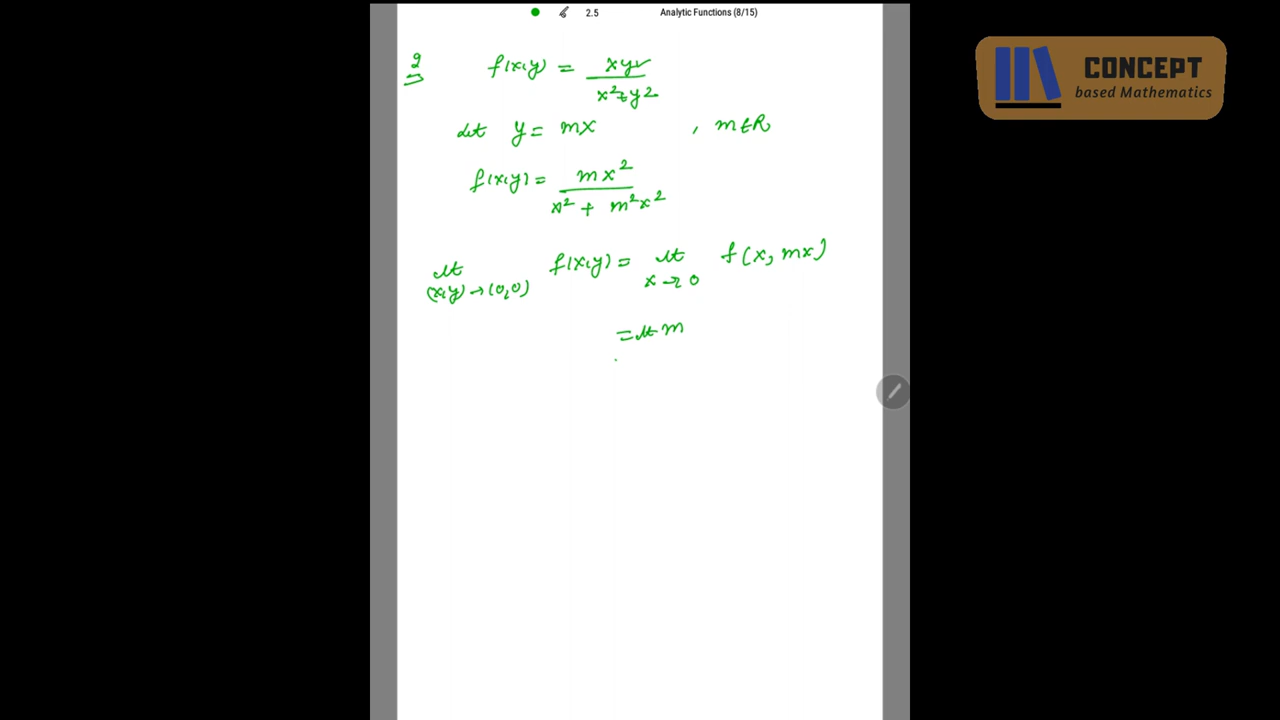 2.5 Analytic Functions (8/15)
CONCEPT
based Mathematics
2 f(x,y) = xy / x²+y²
Let y = mx , m∈R
f(x,y) = mx² / x² + m²x²
lt (x,y)→(0,0) f(x,y) = lt x→0 f(x, mx)
= lt m